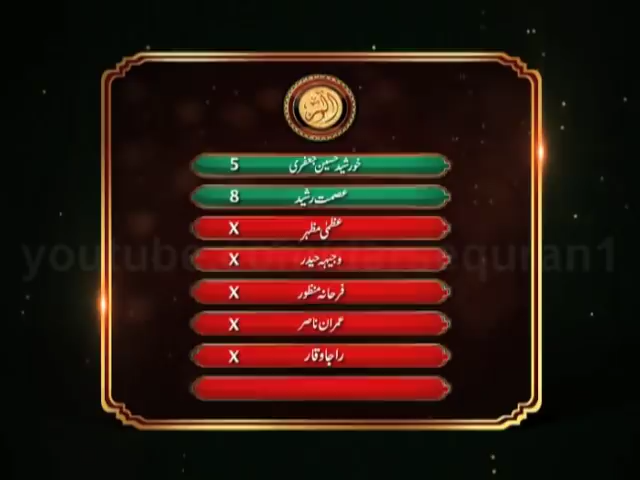 خورشید حسین جعفری 5
عصمت رشید 8
عظمیٰ مظہر X
وجیہہ حیدر X
فرحانہ منظور X
عمران ناصر X
راجا وقار X